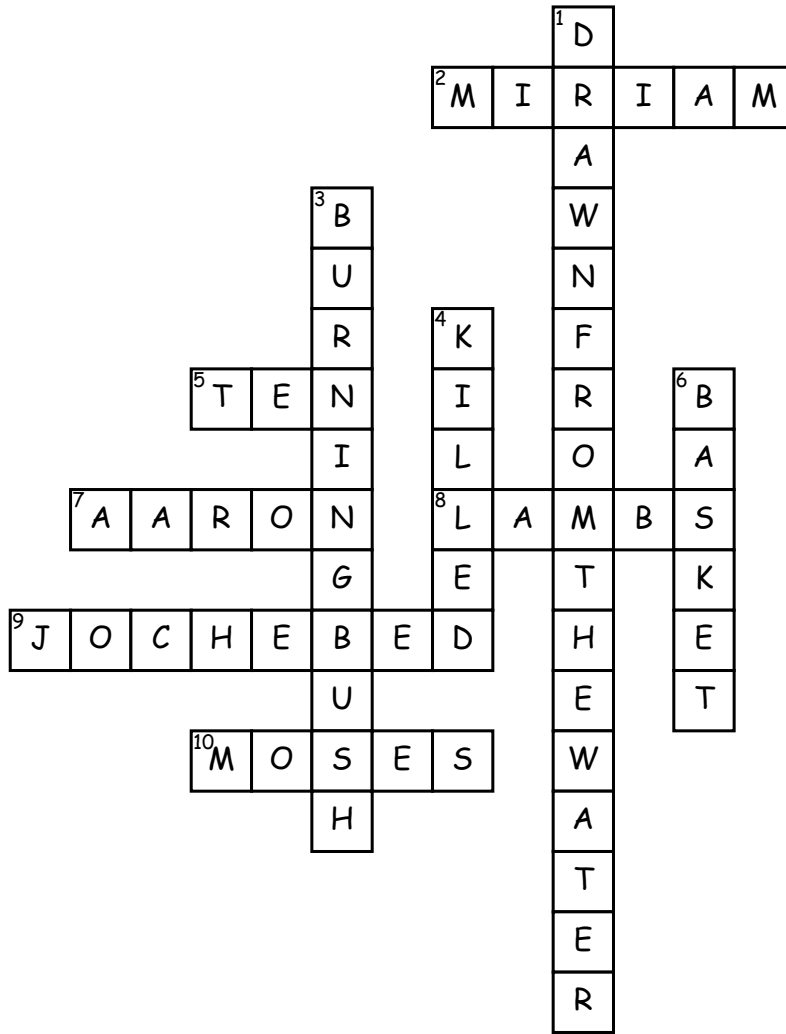 1 D
2 M I R I A M
A
3 B W
U N
R 4 K F
5 T E N I R 6 B
I L O A
7 A A R O N 8 L A M B S
G E T K
9 J O C H E B E D H E
U E T
10 M O S E S W
H A
T
E
R